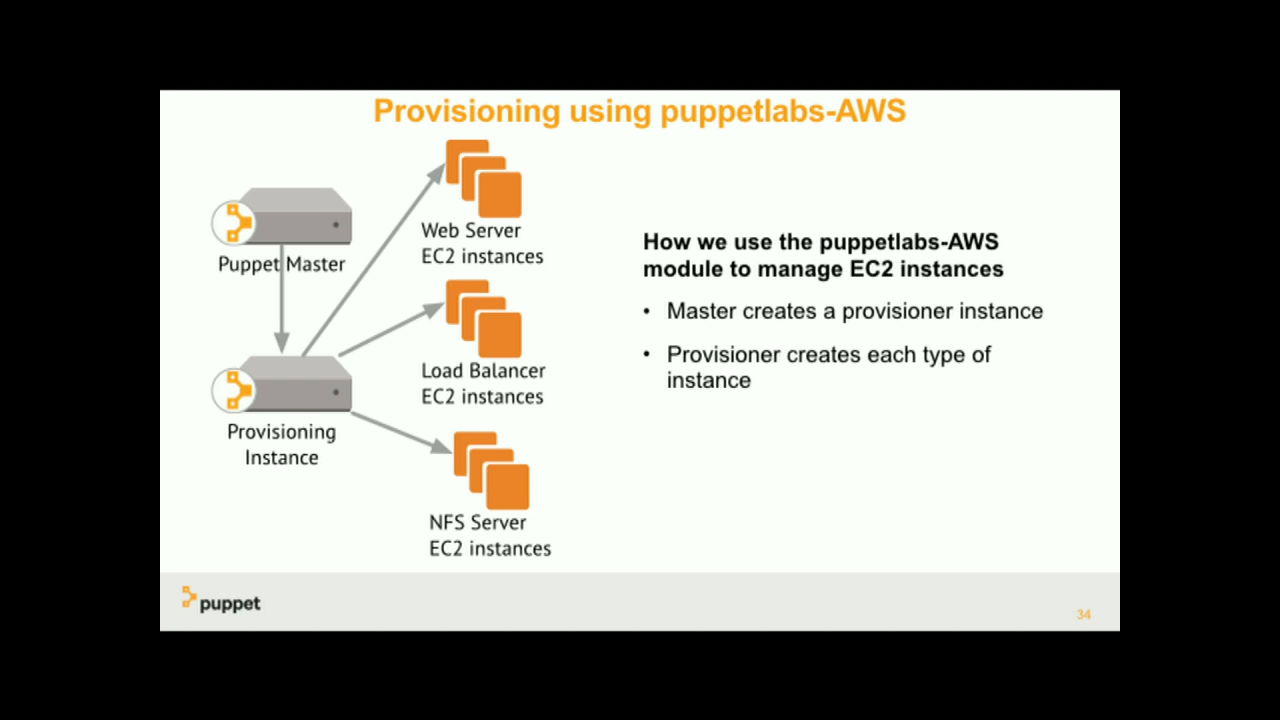 Provisioning using puppetlabs-AWS
Puppet Master
Provisioning
Instance
Web Server
EC2 instances
Load Balancer
EC2 instances
NFS Server
EC2 instances
How we use the puppetlabs-AWS
module to manage EC2 instances
• Master creates a provisioner instance
• Provisioner creates each type of
instance
puppet
34